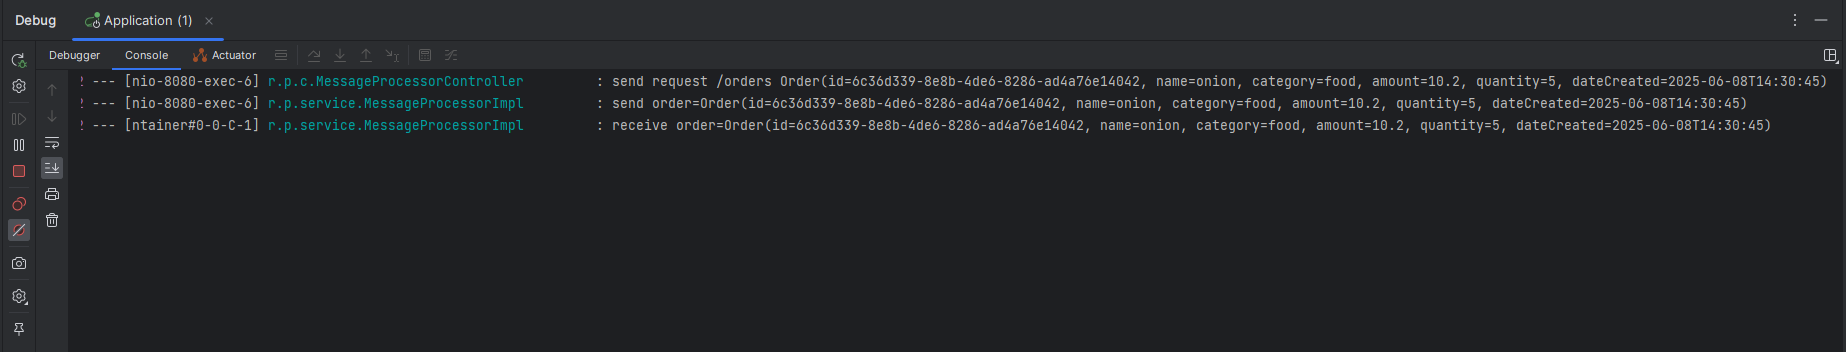 Debug Application (1)
Debugger Console Actuator
--- [nio-8080-exec-6] r.p.c.MessageProcessorController : send request /orders Order(id=6c36d339-8e8b-4de6-8286-ad4a76e14042, name=onion, category=food, amount=10.2, quantity=5, dateCreated=2025-06-08T14:30:45)
--- [nio-8080-exec-6] r.p.service.MessageProcessorImpl : send order=Order(id=6c36d339-8e8b-4de6-8286-ad4a76e14042, name=onion, category=food, amount=10.2, quantity=5, dateCreated=2025-06-08T14:30:45)
--- [ntainer#0-0-C-1] r.p.service.MessageProcessorImpl : receive order=Order(id=6c36d339-8e8b-4de6-8286-ad4a76e14042, name=onion, category=food, amount=10.2, quantity=5, dateCreated=2025-06-08T14:30:45)